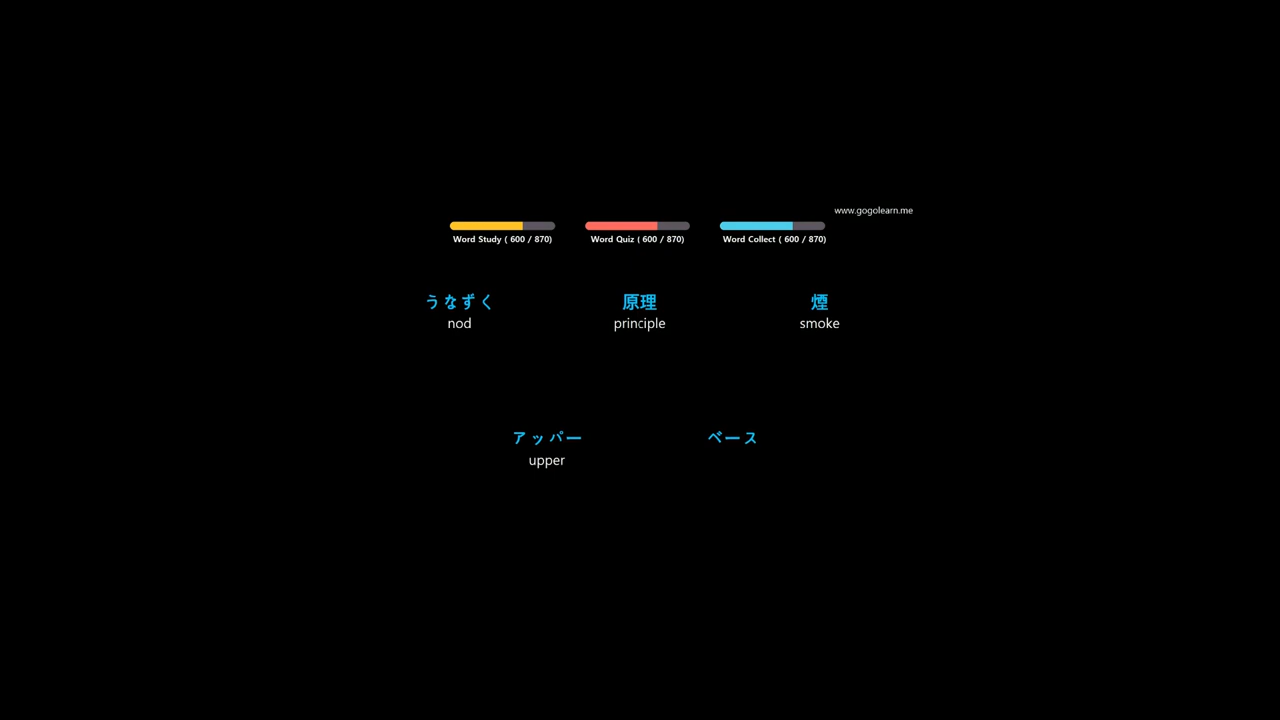 www.gogolearn.me
Word Study ( 600 / 870)
Word Quiz ( 600 / 870)
Word Collect ( 600 / 870)
うなずく
nod
原理
principle
煙
smoke
アッパー
upper
ベース